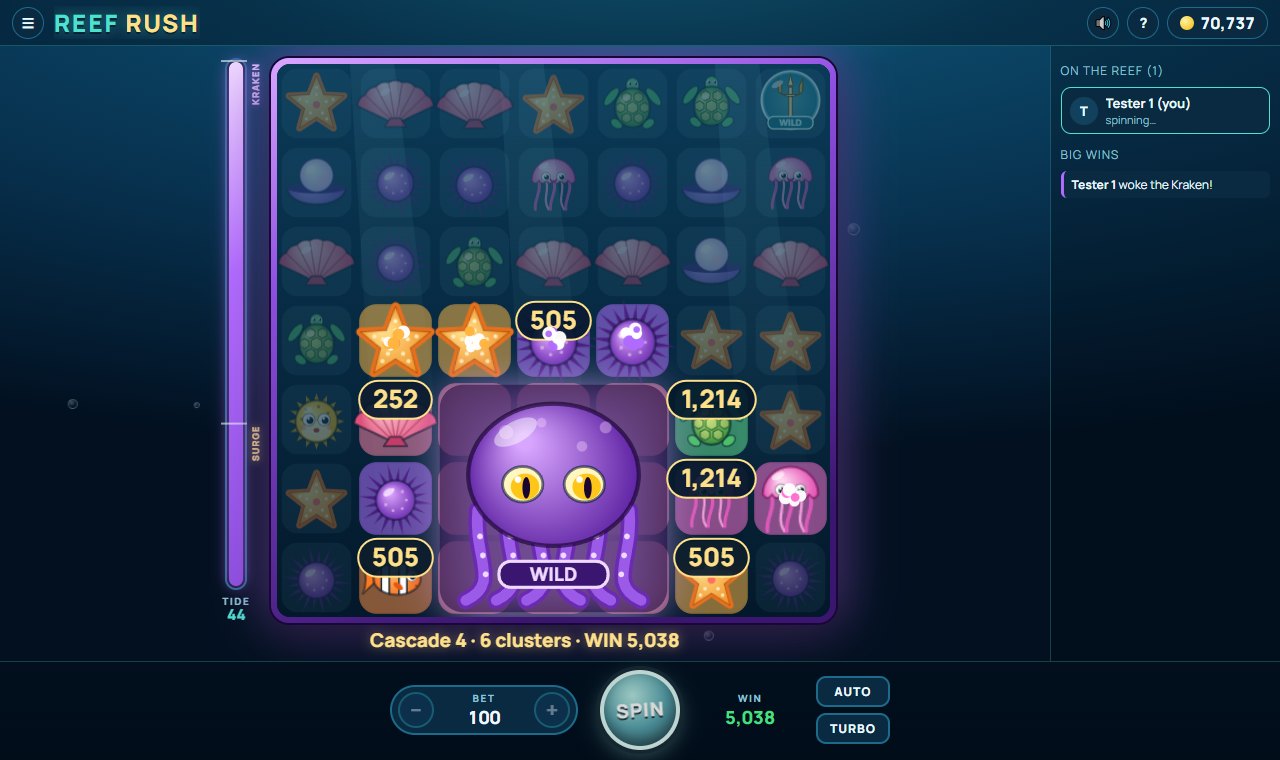 REEF RUSH
?
70,737
KRAKEN
SURGE
TIDE
44
WILD
505
252
1,214
1,214
505
505
WILD
Cascade 4 · 6 clusters · WIN 5,038
ON THE REEF (1)
T
Tester 1 (you)
spinning…
BIG WINS
Tester 1 woke the Kraken!
BET
− 100 +
SPIN
WIN
5,038
AUTO
TURBO